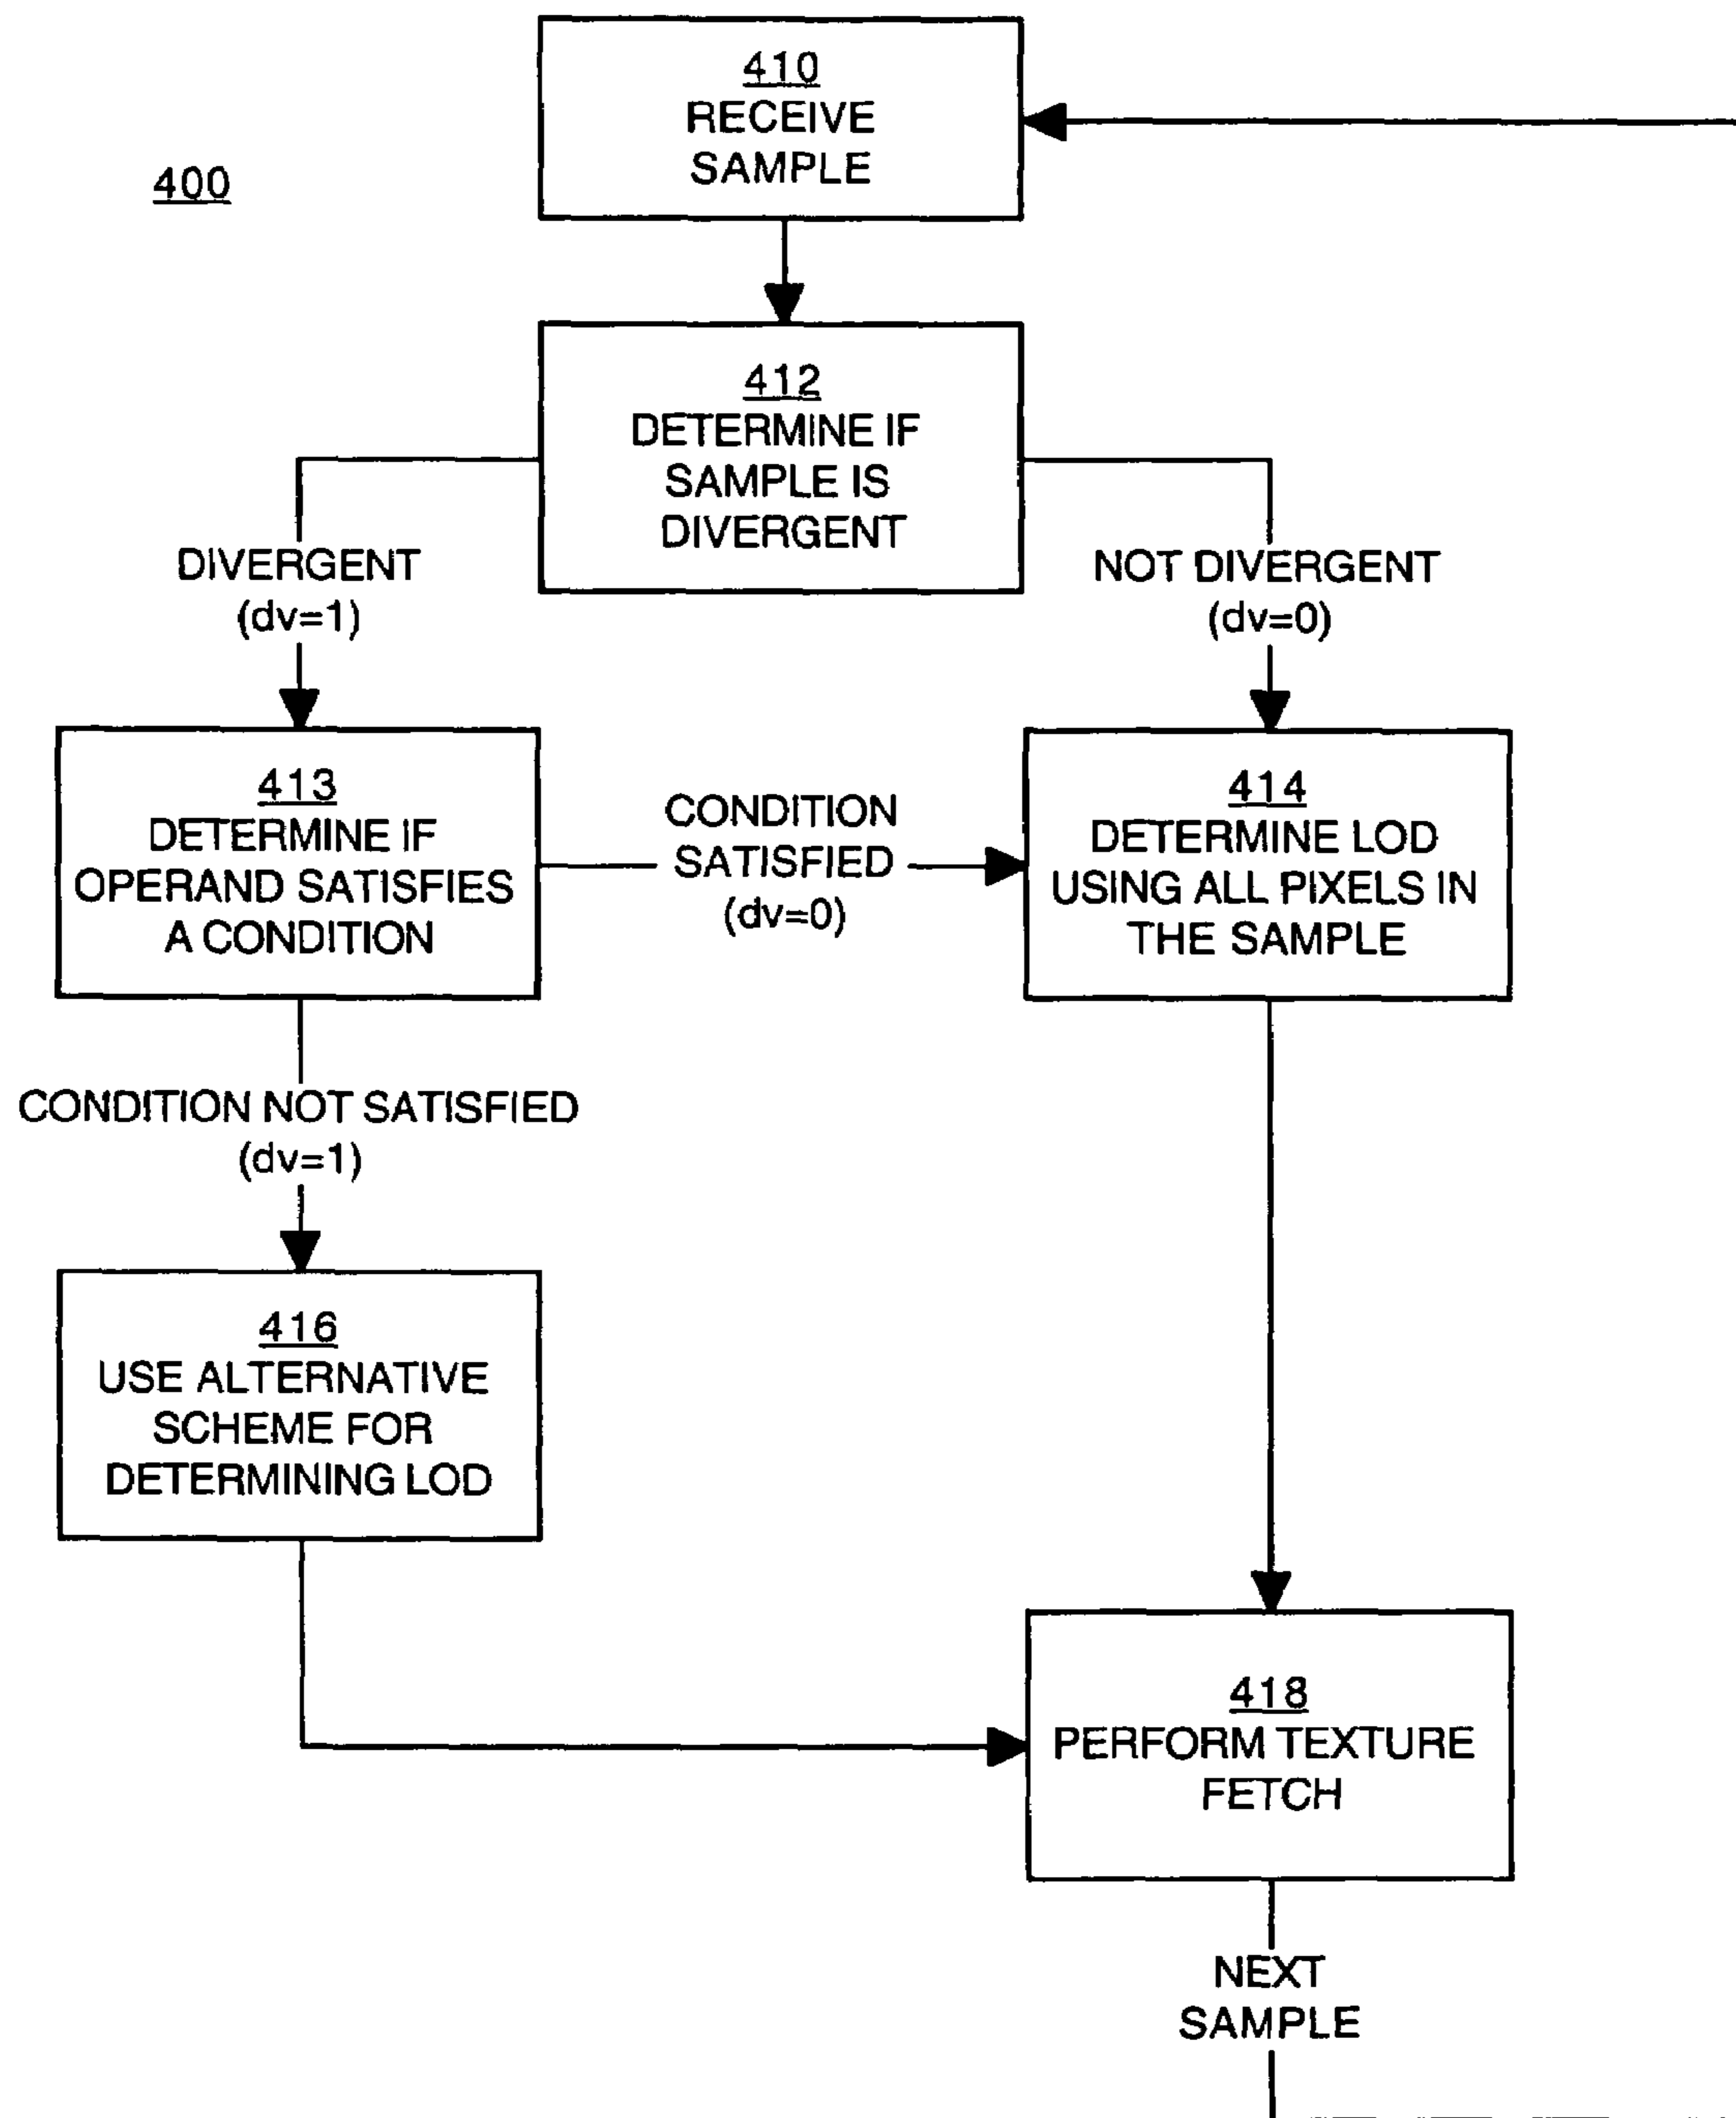 410
RECEIVE
SAMPLE
400
412
DETERMINE IF
SAMPLE IS
DIVERGENT
DIVERGENT
(dv=1)
NOT DIVERGENT
(dv=0)
413
DETERMINE IF
OPERAND SATISFIES
A CONDITION
CONDITION
SATISFIED
(dv=0)
414
DETERMINE LOD
USING ALL PIXELS IN
THE SAMPLE
CONDITION NOT SATISFIED
(dv=1)
416
USE ALTERNATIVE
SCHEME FOR
DETERMINING LOD
418
PERFORM TEXTURE
FETCH
NEXT
SAMPLE